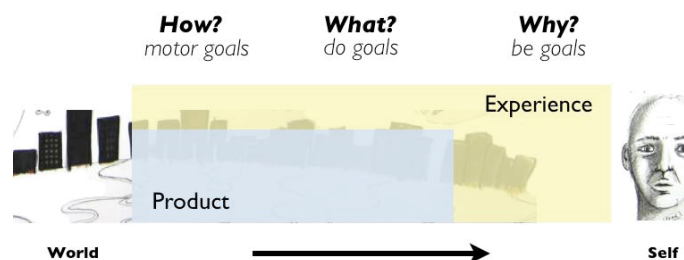 How?
motor goals
What?
do goals
Why?
be goals
Experience
Product
World
Self